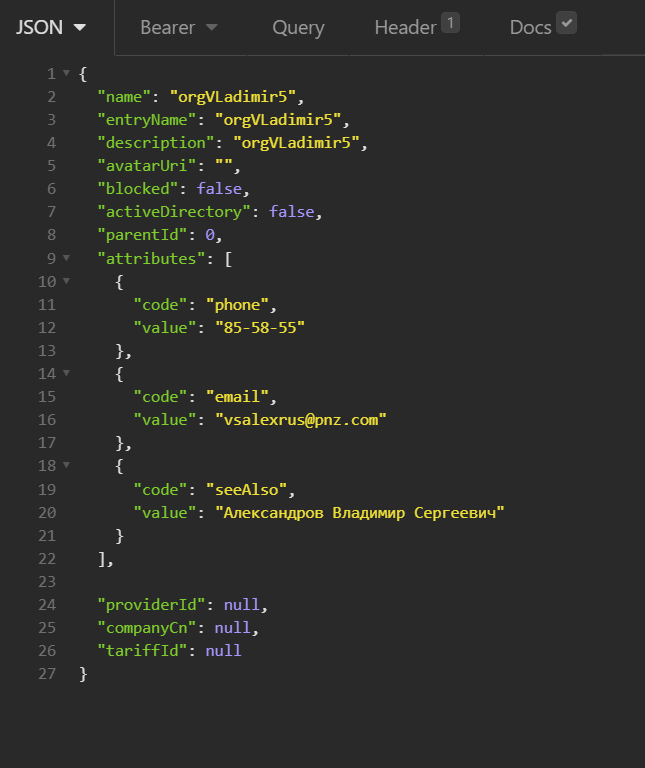 JSON Bearer Query Header 1 Docs
1 {
2 "name": "orgVLadimir5",
3 "entryName": "orgVLadimir5",
4 "description": "orgVLadimir5",
5 "avatarUri": "",
6 "blocked": false,
7 "activeDirectory": false,
8 "parentId": 0,
9 "attributes": [
10 {
11 "code": "phone",
12 "value": "85-58-55"
13 },
14 {
15 "code": "email",
16 "value": "vsalexrus@pnz.com"
17 },
18 {
19 "code": "seeAlso",
20 "value": "Александров Владимир Сергеевич"
21 }
22 ],
23
24 "providerId": null,
25 "companyCn": null,
26 "tariffId": null
27 }